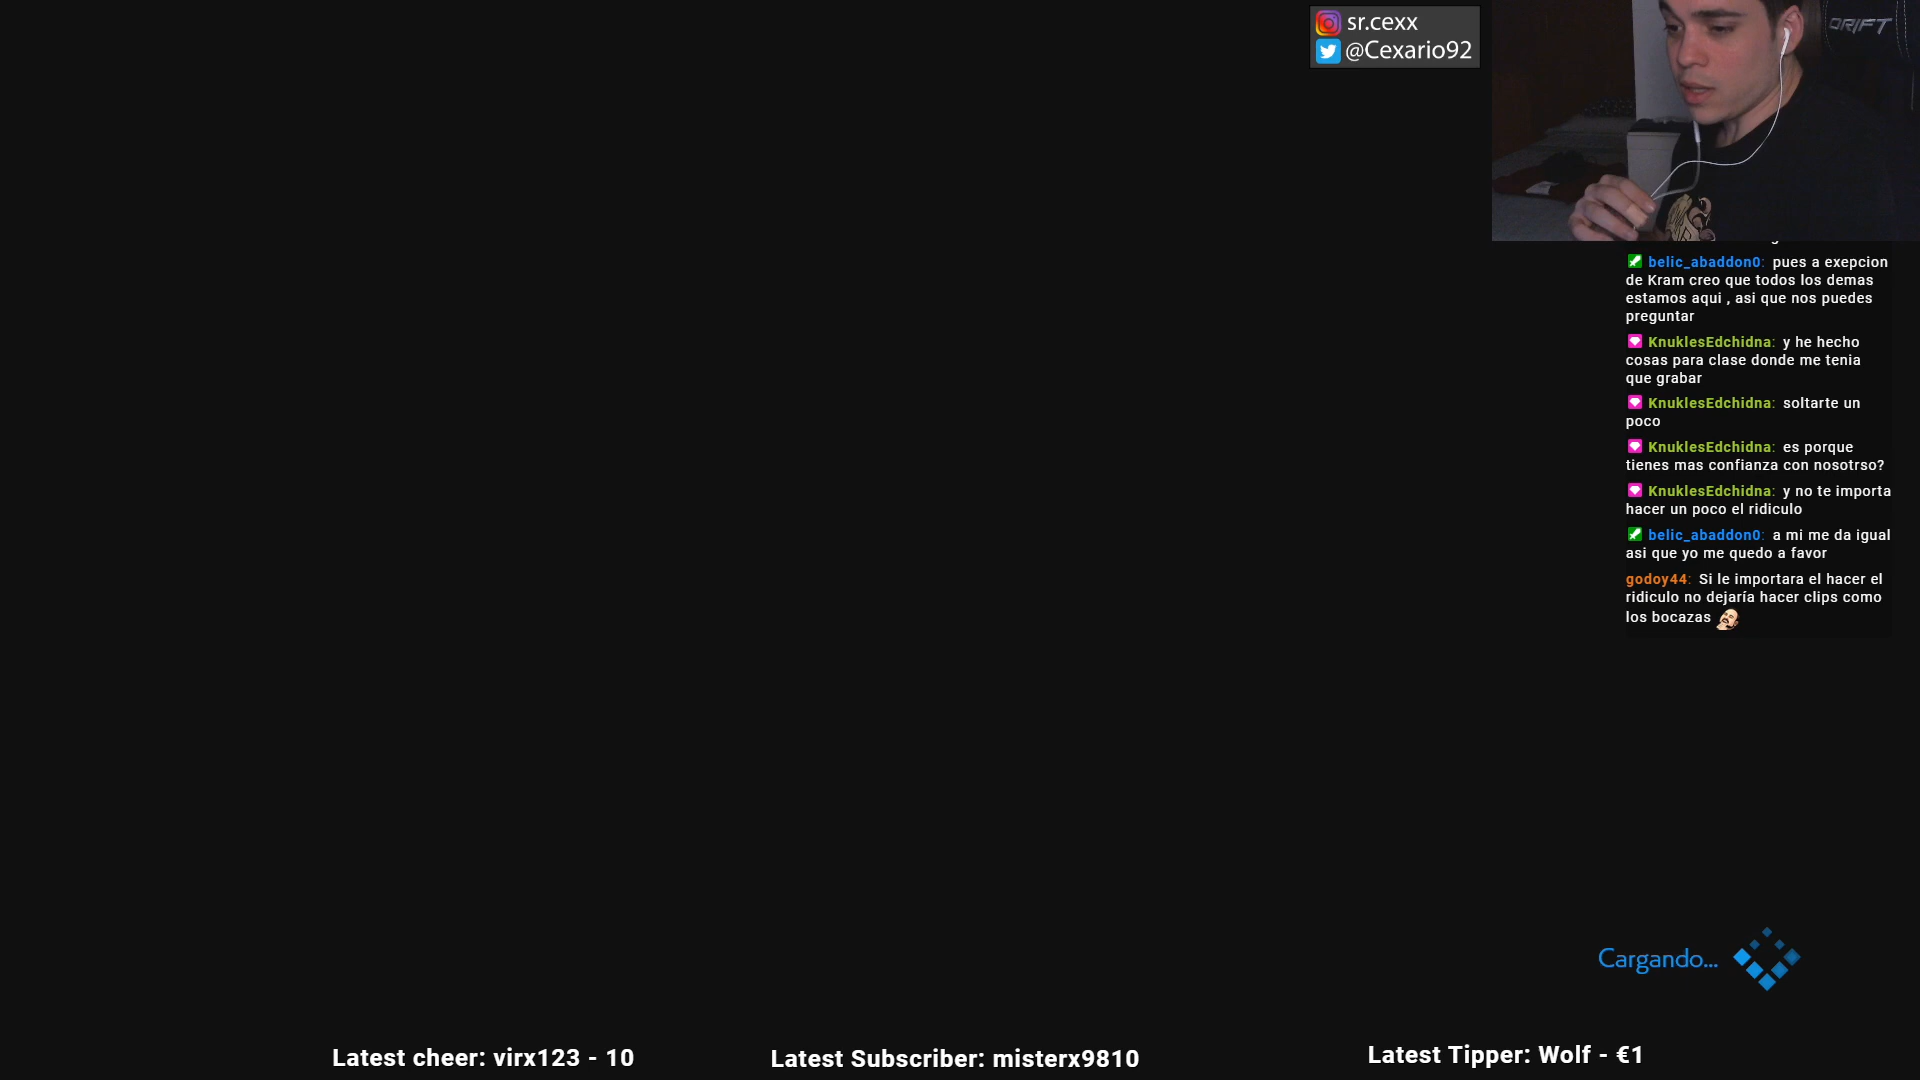 sr.cexx
@Cexario92
DRIFT
belic_abaddon0: pues a exepcion
de Kram creo que todos los demas
estamos aqui , asi que nos puedes
preguntar
KnuklesEdchidna: y he hecho
cosas para clase donde me tenia
que grabar
KnuklesEdchidna: soltarte un
poco
KnuklesEdchidna: es porque
tienes mas confianza con nosotrso?
KnuklesEdchidna: y no te importa
hacer un poco el ridiculo
belic_abaddon0: a mi me da igual
asi que yo me quedo a favor
godoy44: Si le importara el hacer el
ridiculo no dejaría hacer clips como
los bocazas
Cargando...
Latest cheer: virx123 - 10
Latest Subscriber: misterx9810
Latest Tipper: Wolf - €1